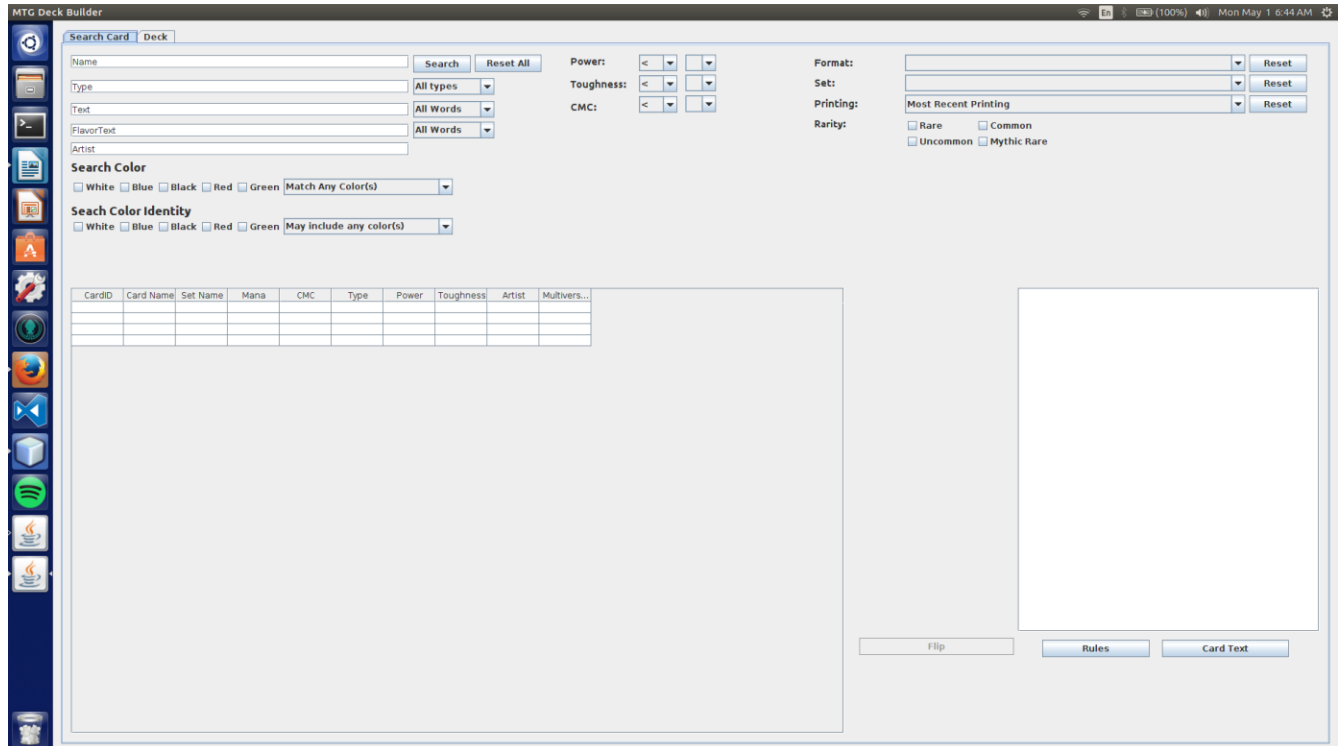 MTG Deck Builder
En (100%) Mon May 1 6:44 AM
Search Card Deck
Name Search Reset All Power: < Format: Reset
Type All types Toughness: < Set: Reset
Text All Words CMC: < Printing: Most Recent Printing Reset
FlavorText All Words Rarity: Rare Common
Uncommon Mythic Rare
Artist
Search Color
White Blue Black Red Green Match Any Color(s)
Seach Color Identity
White Blue Black Red Green May include any color(s)
CardID Card Name Set Name Mana CMC Type Power Toughness Artist Multivers...
Flip Rules Card Text